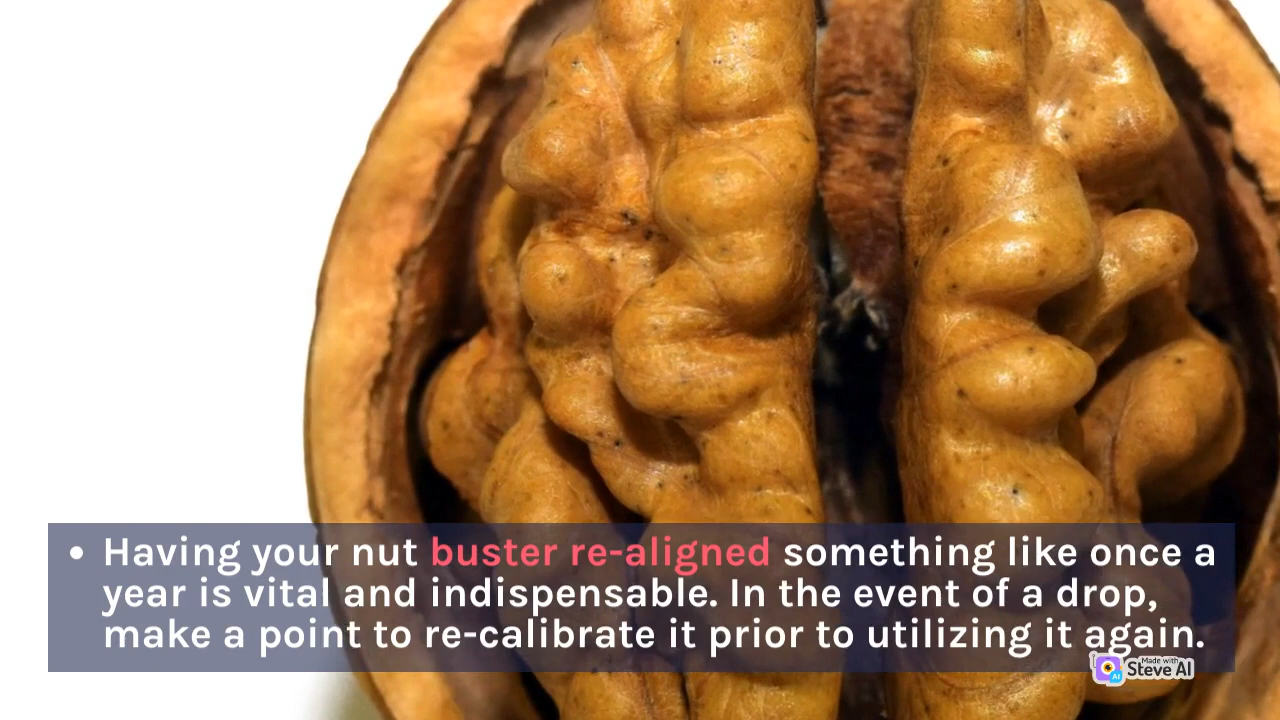 • Having your nut buster re-aligned something like once a
year is vital and indispensable. In the event of a drop,
make a point to re-calibrate it prior to utilizing it again.
Made with
Steve AI
AI